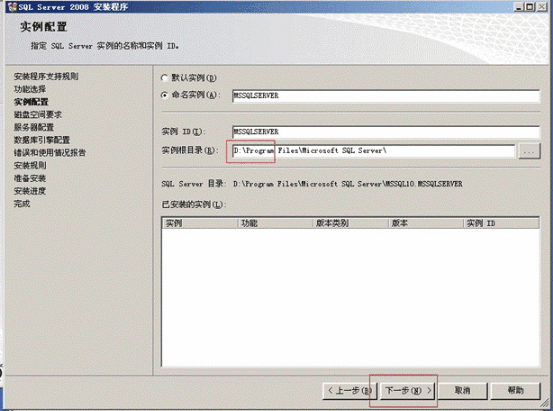 SQL Server 2008 安装程序
实例配置
指定 SQL Server 实例的名称和实例 ID。
安装程序支持规则
功能选择
实例配置
磁盘空间要求
服务器配置
数据库引擎配置
错误和使用情况报告
安装规则
准备安装
安装进度
完成
默认实例(D)
命名实例(A): MSSQLSERVER
实例 ID(I): MSSQLSERVER
实例根目录(R): D:\Program Files\Microsoft SQL Server\ ...
SQL Server 目录: D:\Program Files\Microsoft SQL Server\MSSQL10.MSSQLSERVER
已安装的实例(L):
实例 功能 版本类别 版本 实例 ID
< 上一步(B) 下一步(N) > 取消 帮助